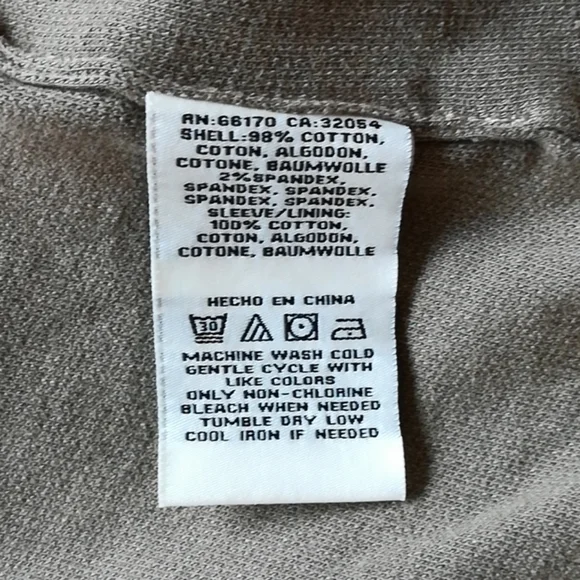 RN:66170 CA:32054
SHELL:98% COTTON,
COTON, ALGODON,
COTONE, BAUMWOLLE
2%SPANDEX,
SPANDEX, SPANDEX,
SPANDEX, SPANDEX.
SLEEVE/LINING:
100% COTTON,
COTON, ALGODON,
COTONE, BAUMWOLLE
HECHO EN CHINA
30
MACHINE WASH COLD
GENTLE CYCLE WITH
LIKE COLORS
ONLY NON-CHLORINE
BLEACH WHEN NEEDED
TUMBLE DRY LOW
COOL IRON IF NEEDED